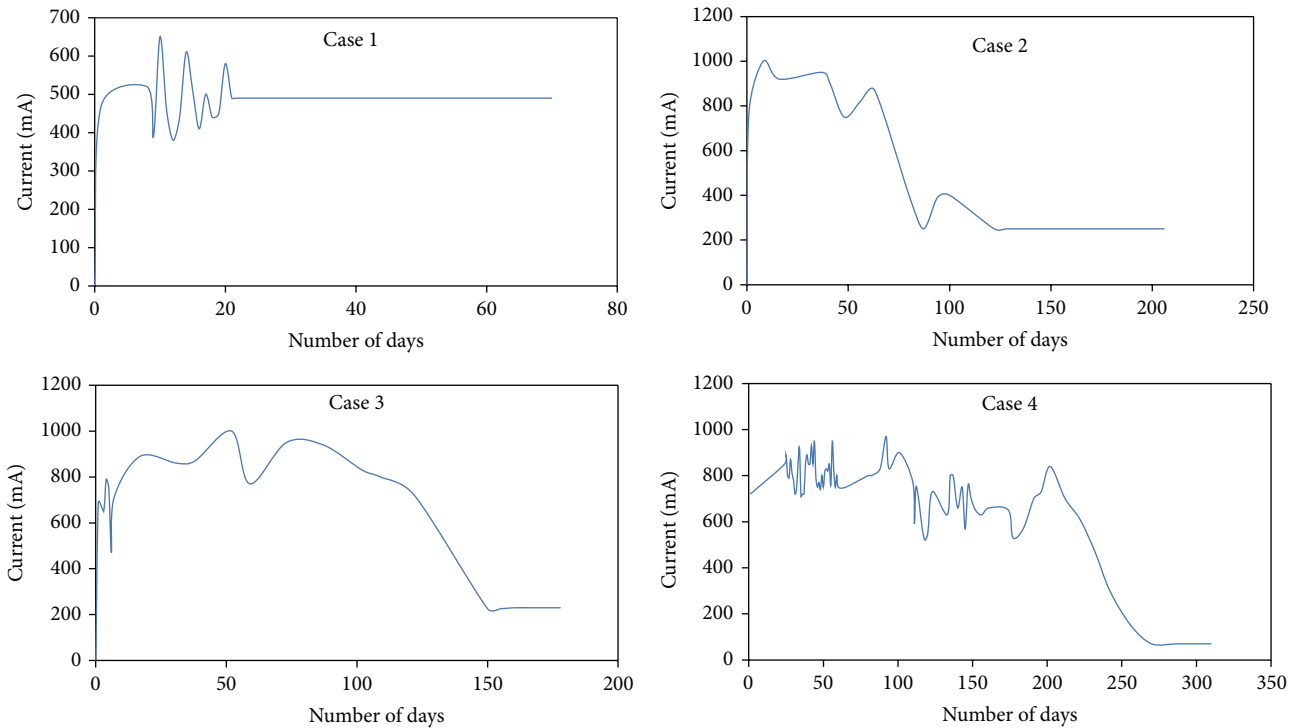 700
600
500
400
300
200
100
0
Current (mA)
Case 1
0 20 40 60 80
Number of days
1200
1000
800
600
400
200
0
Current (mA)
Case 2
0 50 100 150 200 250
Number of days
1200
1000
800
600
400
200
0
Current (mA)
Case 3
0 50 100 150 200
Number of days
1200
1000
800
600
400
200
0
Current (mA)
Case 4
0 50 100 150 200 250 300 350
Number of days